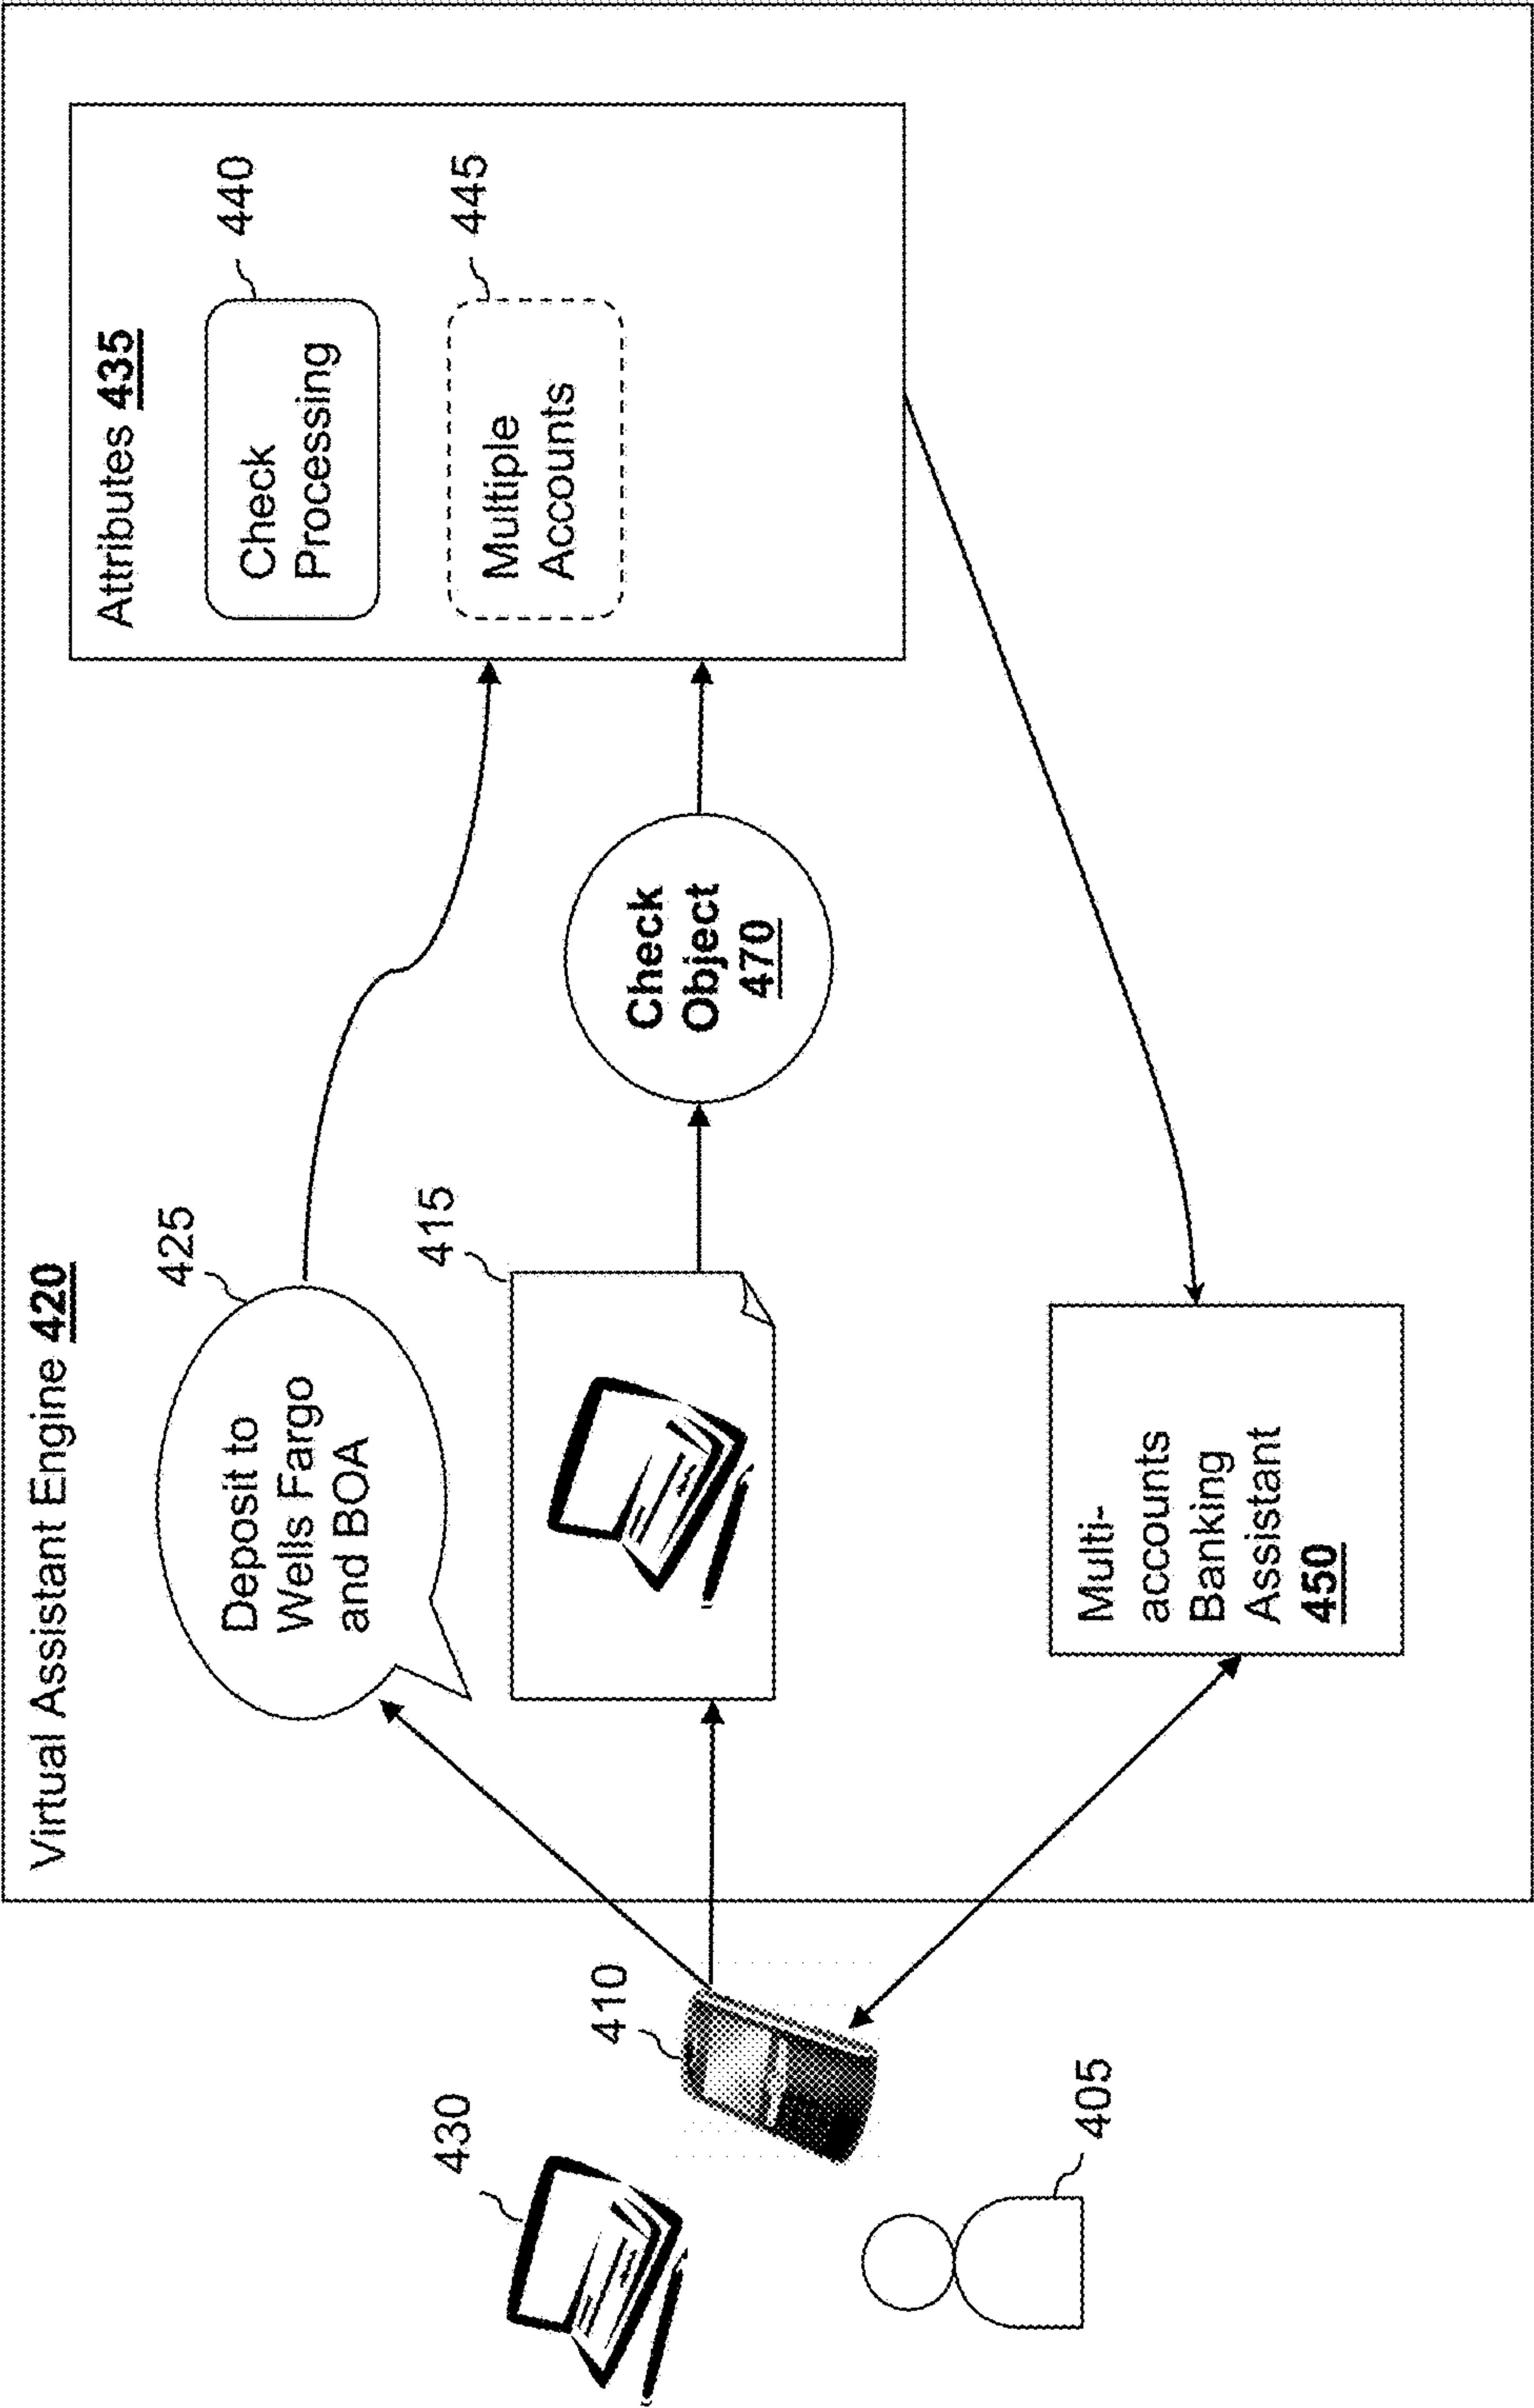 Virtual Assistant Engine 420
425
Deposit to
Wells Fargo
and BOA
415
Check
Object
470
Attributes 435
440
Check
Processing
445
Multiple
Accounts
Multi-
accounts
Banking
Assistant
450
430
410
405